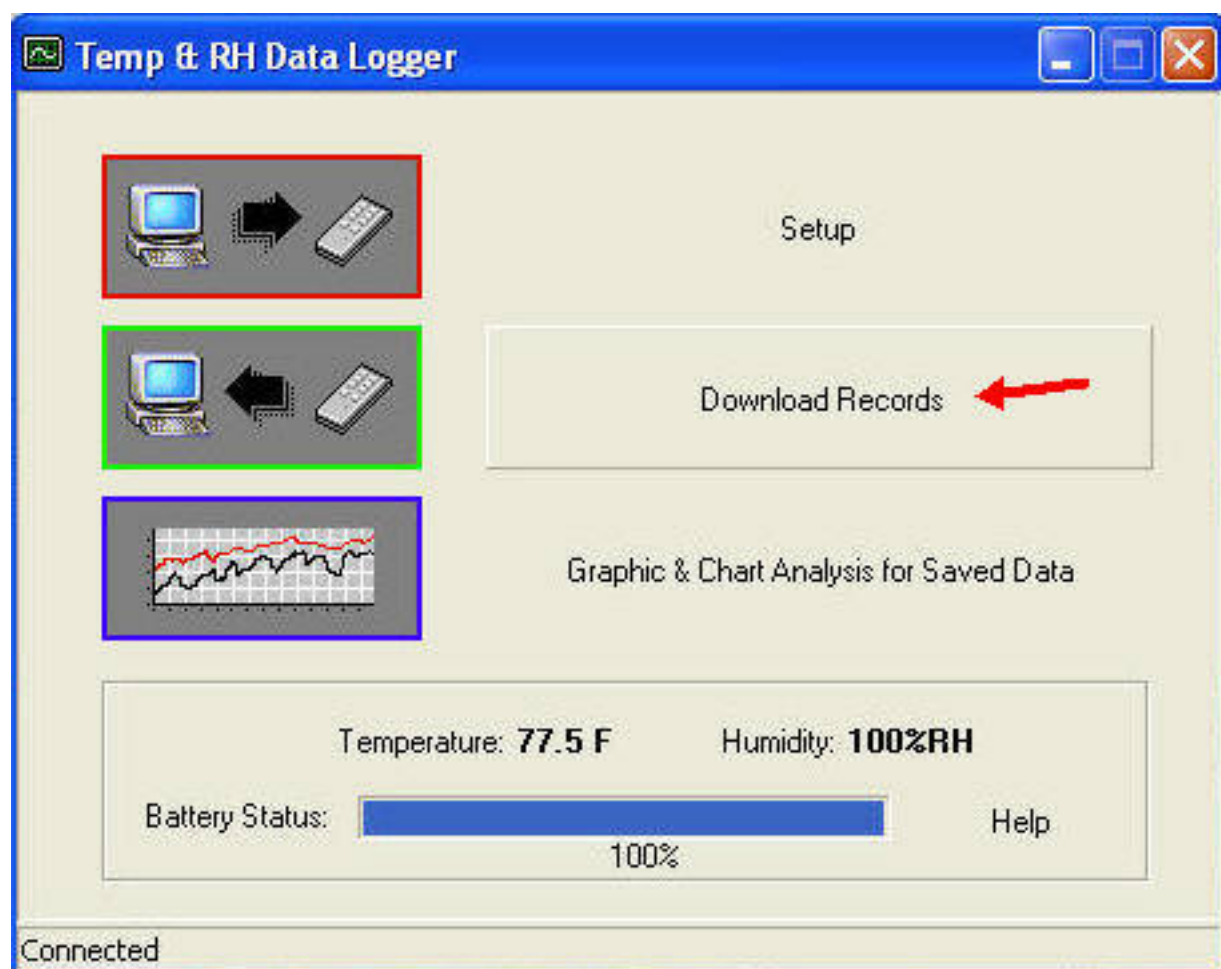 Temp & RH Data Logger
Setup
Download Records
Graphic & Chart Analysis for Saved Data
Temperature: 77.5 F Humidity: 100%RH
Battery Status: Help
100%
Connected